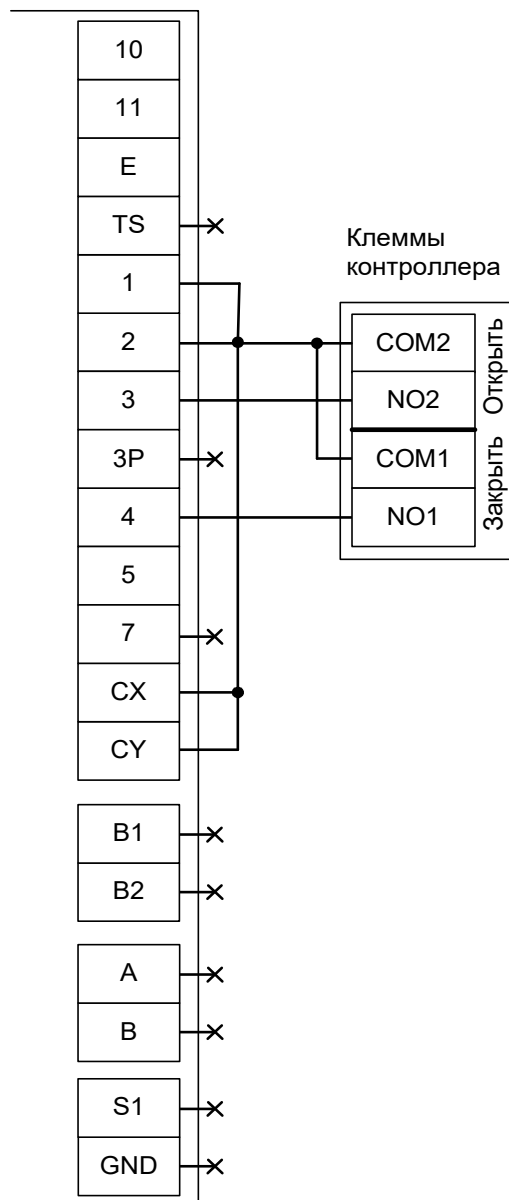 10
11
E
TS
1
2
3
3P
4
5
7
CX
CY
B1
B2
A
B
S1
GND
Клеммы
контроллера
COM2
NO2
COM1
NO1
Открыть
Закрыть